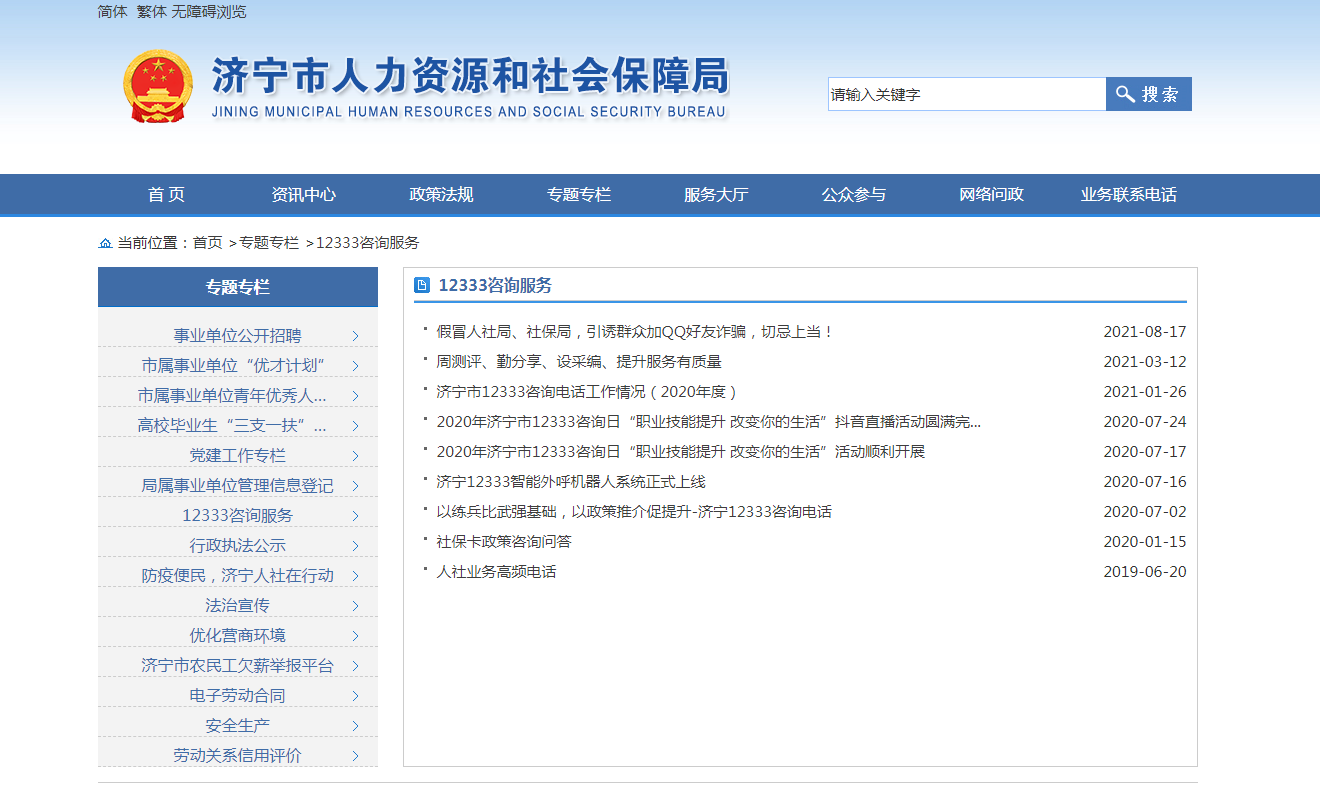 简体 繁体 无障碍浏览
济宁市人力资源和社会保障局
JINING MUNICIPAL HUMAN RESOURCES AND SOCIAL SECURITY BUREAU
请输入关键字 搜 索
首 页 资讯中心 政策法规 专题专栏 服务大厅 公众参与 网络问政 业务联系电话
当前位置：首页 >专题专栏 >12333咨询服务
专题专栏
事业单位公开招聘
市属事业单位“优才计划”
市属事业单位青年优秀人...
高校毕业生“三支一扶”...
党建工作专栏
局属事业单位管理信息登记
12333咨询服务
行政执法公示
防疫便民，济宁人社在行动
法治宣传
优化营商环境
济宁市农民工欠薪举报平台
电子劳动合同
安全生产
劳动关系信用评价
12333咨询服务
假冒人社局、社保局，引诱群众加QQ好友诈骗，切忌上当！ 2021-08-17
周测评、勤分享、设采编、提升服务有质量 2021-03-12
济宁市12333咨询电话工作情况（2020年度） 2021-01-26
2020年济宁市12333咨询日“职业技能提升 改变你的生活”抖音直播活动圆满完... 2020-07-24
2020年济宁市12333咨询日“职业技能提升 改变你的生活”活动顺利开展 2020-07-17
济宁12333智能外呼机器人系统正式上线 2020-07-16
以练兵比武强基础，以政策推介促提升-济宁12333咨询电话 2020-07-02
社保卡政策咨询问答 2020-01-15
人社业务高频电话 2019-06-20